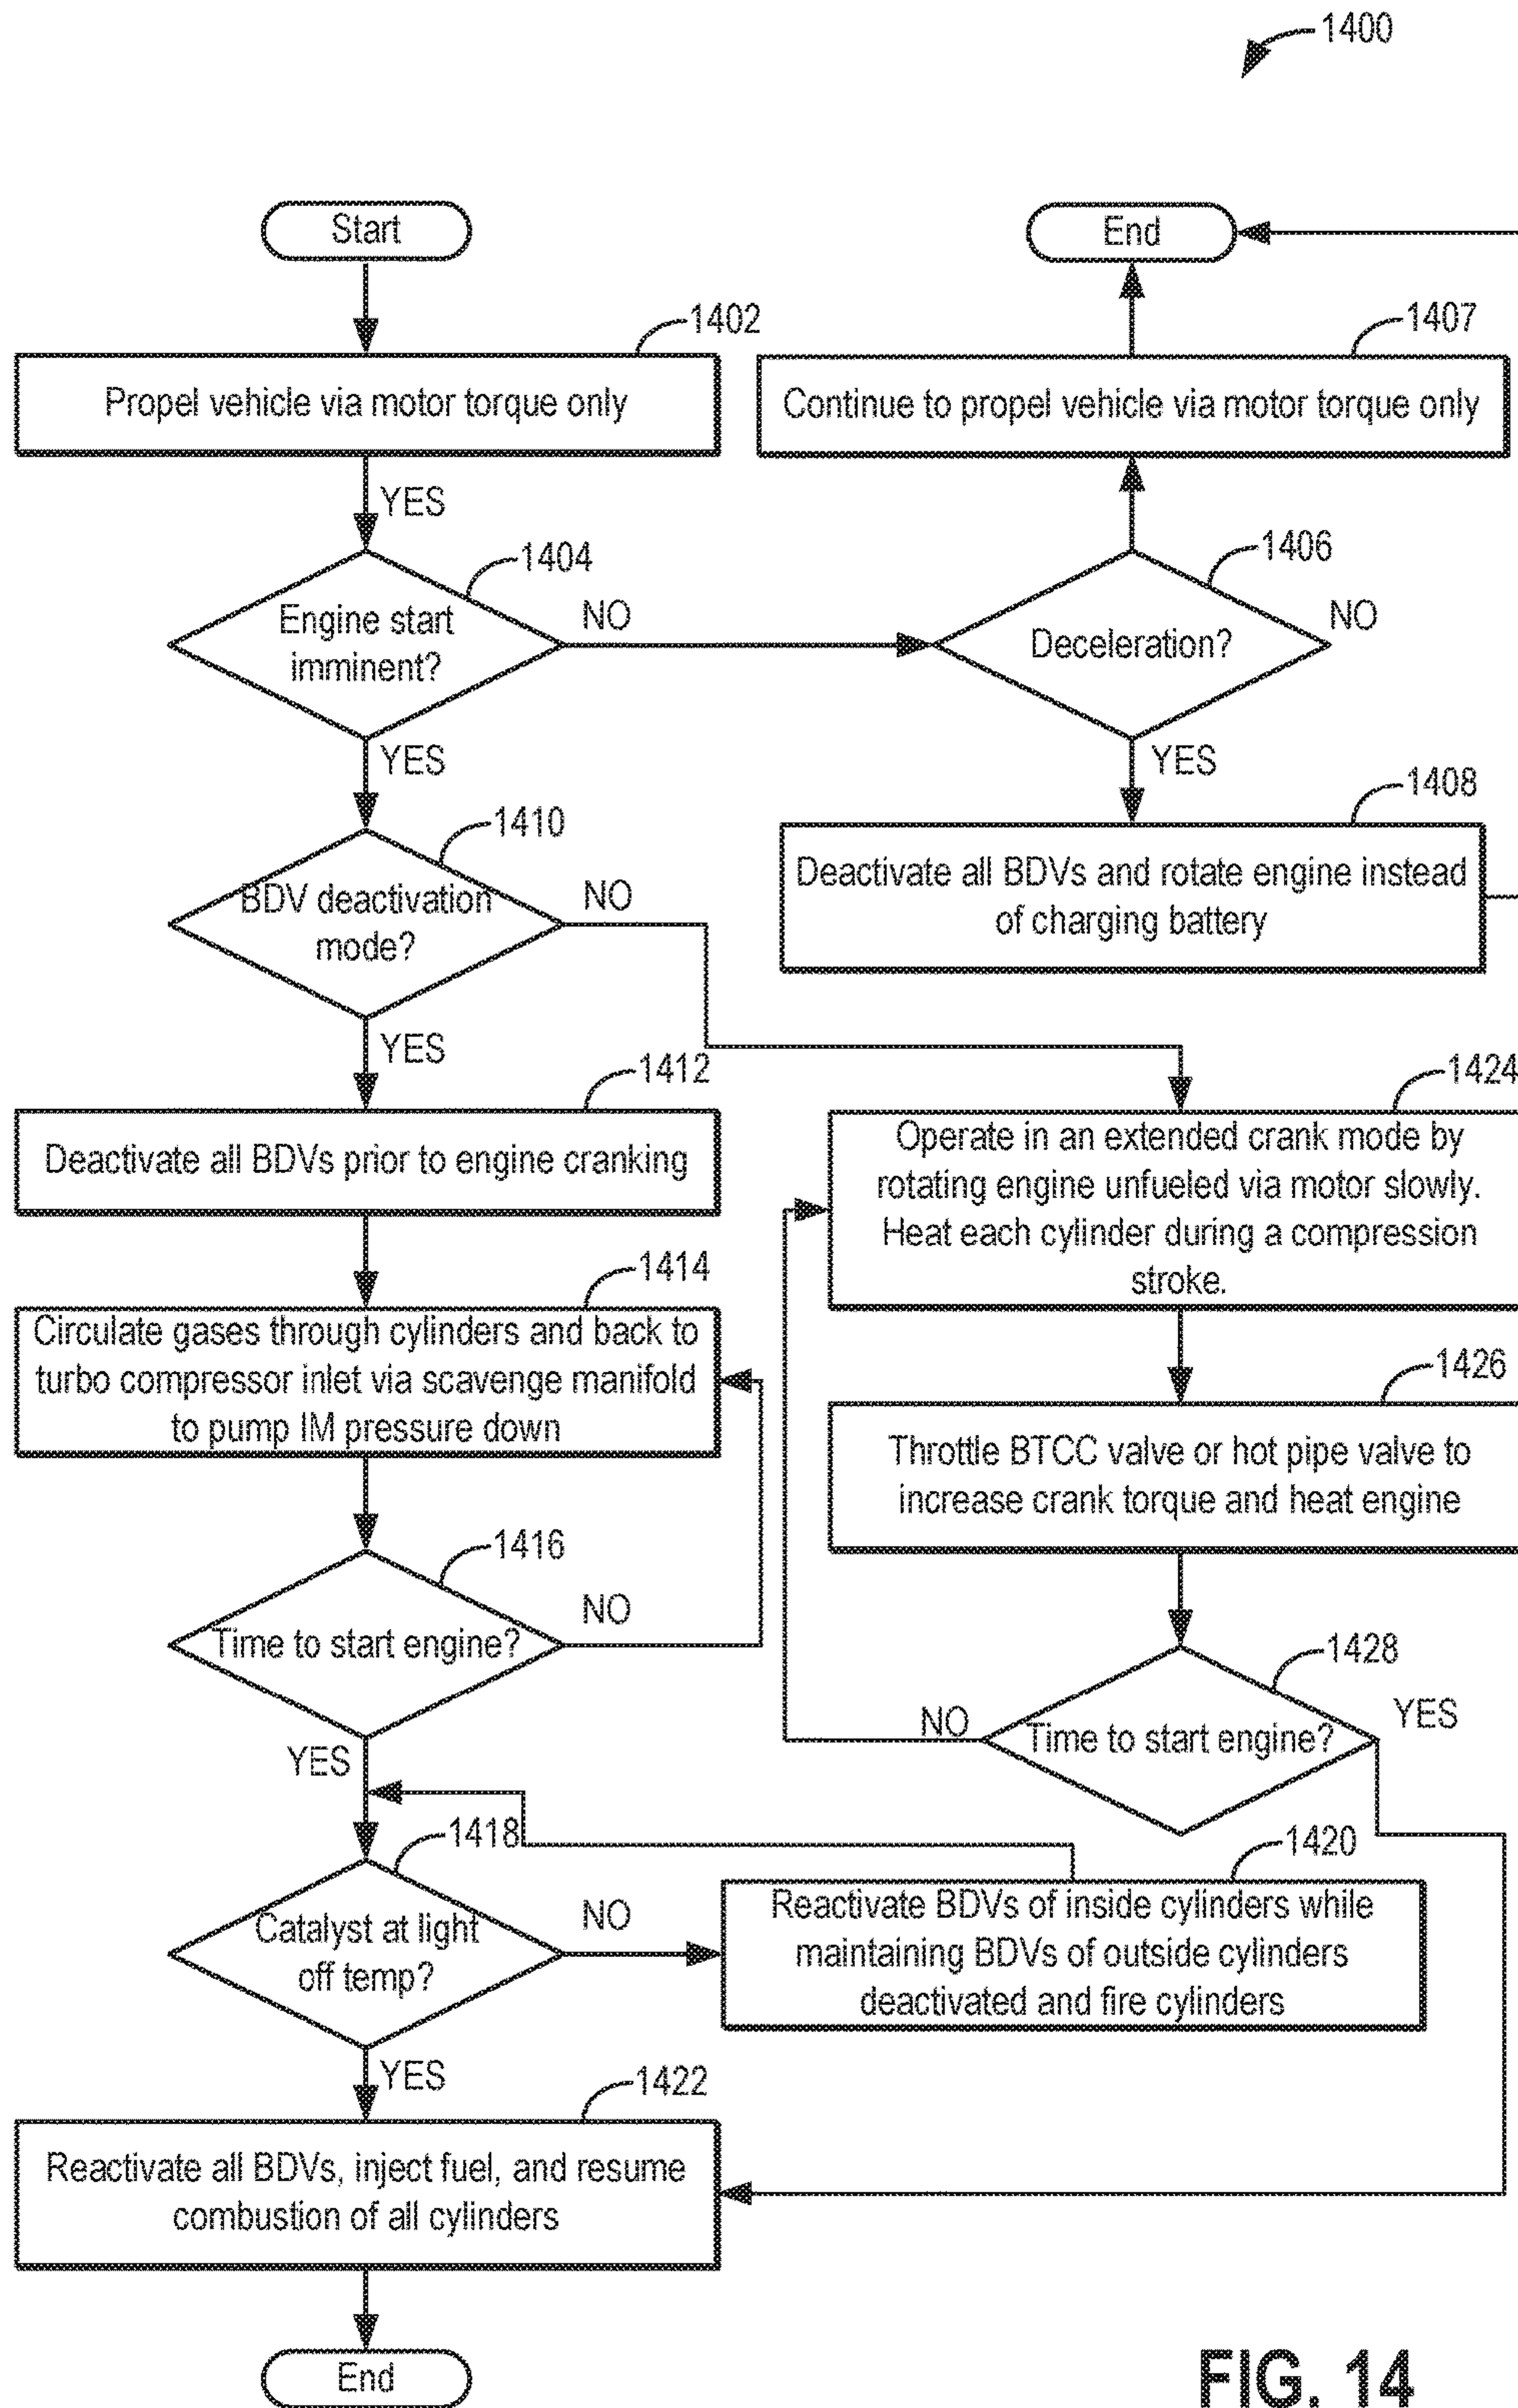 1400
Start
End
1402
1407
Propel vehicle via motor torque only
Continue to propel vehicle via motor torque only
YES
1404
1406
Engine start
imminent?
NO
Deceleration?
NO
YES
YES
1410
1408
BDV deactivation
mode?
NO
Deactivate all BDVs and rotate engine instead
of charging battery
YES
1412
1424
Deactivate all BDVs prior to engine cranking
Operate in an extended crank mode by
rotating engine unfueled via motor slowly.
Heat each cylinder during a compression
stroke.
1414
Circulate gases through cylinders and back to
turbo compressor inlet via scavenge manifold
to pump IM pressure down
1426
Throttle BTCC valve or hot pipe valve to
increase crank torque and heat engine
1416
Time to start engine?
NO
1428
Time to start engine?
NO
YES
YES
1418
1420
Catalyst at light
off temp?
NO
Reactivate BDVs of inside cylinders while
maintaining BDVs of outside cylinders
deactivated and fire cylinders
YES
1422
Reactivate all BDVs, inject fuel, and resume
combustion of all cylinders
End
FIG. 14